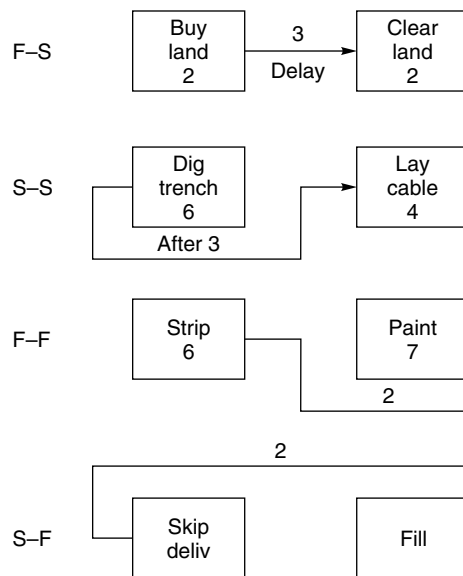 F–S
Buy
land
2
3
Delay
Clear
land
2
S–S
Dig
trench
6
After 3
Lay
cable
4
F–F
Strip
6
Paint
7
2
2
S–F
Skip
deliv
Fill